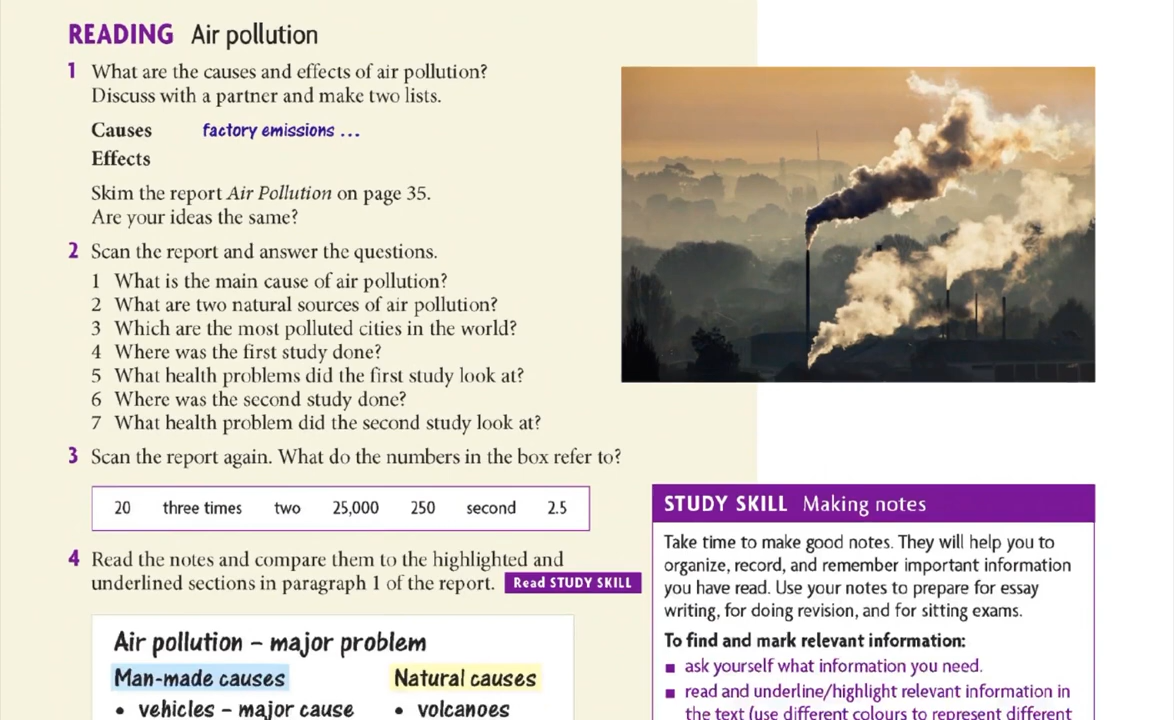 READING Air pollution
1 What are the causes and effects of air pollution?
Discuss with a partner and make two lists.
Causes factory emissions ...
Effects
Skim the report Air Pollution on page 35.
Are your ideas the same?
2 Scan the report and answer the questions.
1 What is the main cause of air pollution?
2 What are two natural sources of air pollution?
3 Which are the most polluted cities in the world?
4 Where was the first study done?
5 What health problems did the first study look at?
6 Where was the second study done?
7 What health problem did the second study look at?
3 Scan the report again. What do the numbers in the box refer to?
20 three times two 25,000 250 second 2.5
4 Read the notes and compare them to the highlighted and
underlined sections in paragraph 1 of the report. Read STUDY SKILL
Air pollution – major problem
Man-made causes Natural causes
• vehicles – major cause • volcanoes
STUDY SKILL Making notes
Take time to make good notes. They will help you to
organize, record, and remember important information
you have read. Use your notes to prepare for essay
writing, for doing revision, and for sitting exams.
To find and mark relevant information:
■ ask yourself what information you need.
■ read and underline/highlight relevant information in
the text (use different colours to represent different